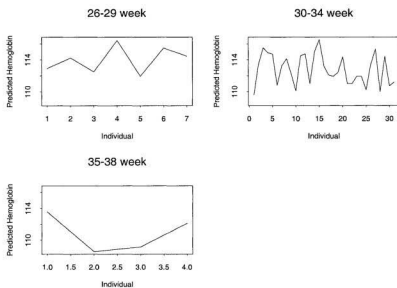 26-29 week
Predicted Hemoglobin
114
110
1 2 3 4 5 6 7
Individual
30-34 week
Predicted Hemoglobin
114
110
0 5 10 15 20 25 30
Individual
35-38 week
Predicted Hemoglobin
114
110
1.0 1.5 2.0 2.5 3.0 3.5 4.0
Individual